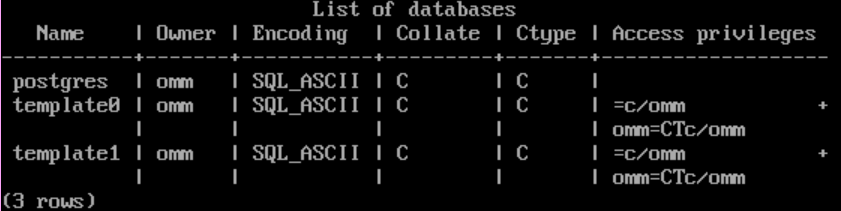 List of databases
   Name    | Owner | Encoding  | Collate | Ctype | Access privileges
-----------+-------+-----------+---------+-------+-------------------
 postgres  | omm   | SQL_ASCII | C       | C     |
 template0 | omm   | SQL_ASCII | C       | C     | =c/omm           +
           |       |           |         |       | omm=CTc/omm
 template1 | omm   | SQL_ASCII | C       | C     | =c/omm           +
           |       |           |         |       | omm=CTc/omm
(3 rows)